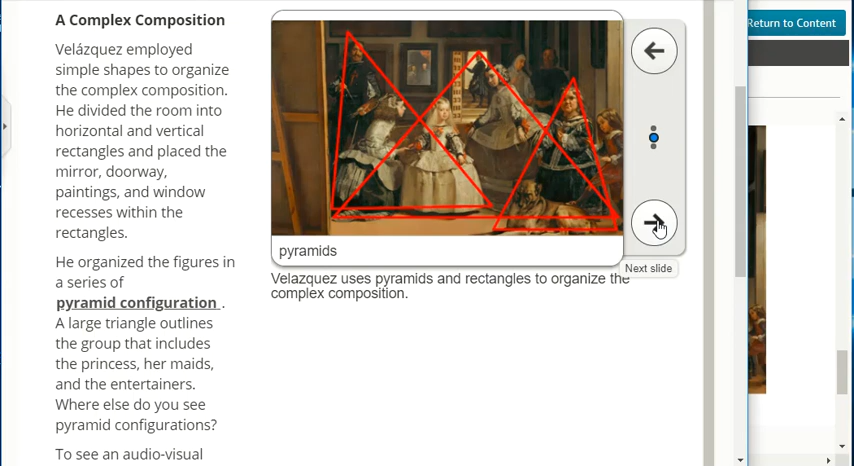 A Complex Composition
Velázquez employed
simple shapes to organize
the complex composition.
He divided the room into
horizontal and vertical
rectangles and placed the
mirror, doorway,
paintings, and window
recesses within the
rectangles.
He organized the figures in
a series of
pyramid configuration .
A large triangle outlines
the group that includes
the princess, her maids,
and the entertainers.
Where else do you see
pyramid configurations?
To see an audio-visual
pyramids
Velazquez uses pyramids and rectangles to organize the
complex composition.
Next slide
Return to Content